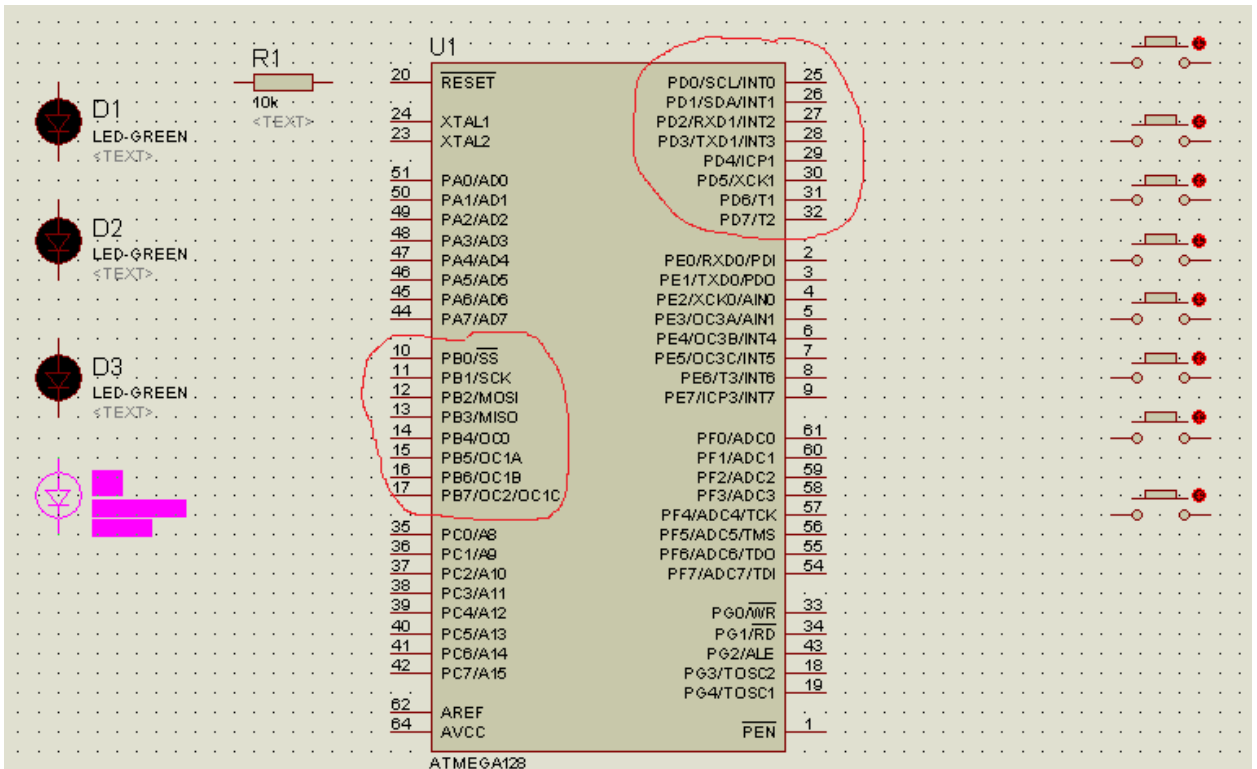 D1
LED-GREEN
<TEXT>
D2
LED-GREEN
<TEXT>
D3
LED-GREEN
<TEXT>
R1
10k
<TEXT>
U1
20 RESET
24 XTAL1
23 XTAL2
51 PA0/AD0
50 PA1/AD1
49 PA2/AD2
48 PA3/AD3
47 PA4/AD4
46 PA5/AD5
45 PA6/AD6
44 PA7/AD7
10 PB0/SS
11 PB1/SCK
12 PB2/MOSI
13 PB3/MISO
14 PB4/OC0
15 PB5/OC1A
16 PB6/OC1B
17 PB7/OC2/OC1C
35 PC0/A8
36 PC1/A9
37 PC2/A10
38 PC3/A11
39 PC4/A12
40 PC5/A13
41 PC6/A14
42 PC7/A15
62 AREF
64 AVCC
PD0/SCL/INT0 25
PD1/SDA/INT1 26
PD2/RXD1/INT2 27
PD3/TXD1/INT3 28
PD4/ICP1 29
PD5/XCK1 30
PD6/T1 31
PD7/T2 32
PE0/RXD0/PDI 2
PE1/TXD0/PDO 3
PE2/XCK0/AIN0 4
PE3/OC3A/AIN1 5
PE4/OC3B/INT4 6
PE5/OC3C/INT5 7
PE6/T3/INT6 8
PE7/ICP3/INT7 9
PF0/ADC0 61
PF1/ADC1 60
PF2/ADC2 59
PF3/ADC3 58
PF4/ADC4/TCK 57
PF5/ADC5/TMS 56
PF6/ADC6/TDO 55
PF7/ADC7/TDI 54
PG0/WR 33
PG1/RD 34
PG2/ALE 43
PG3/TOSC2 18
PG4/TOSC1 19
PEN 1
ATMEGA128